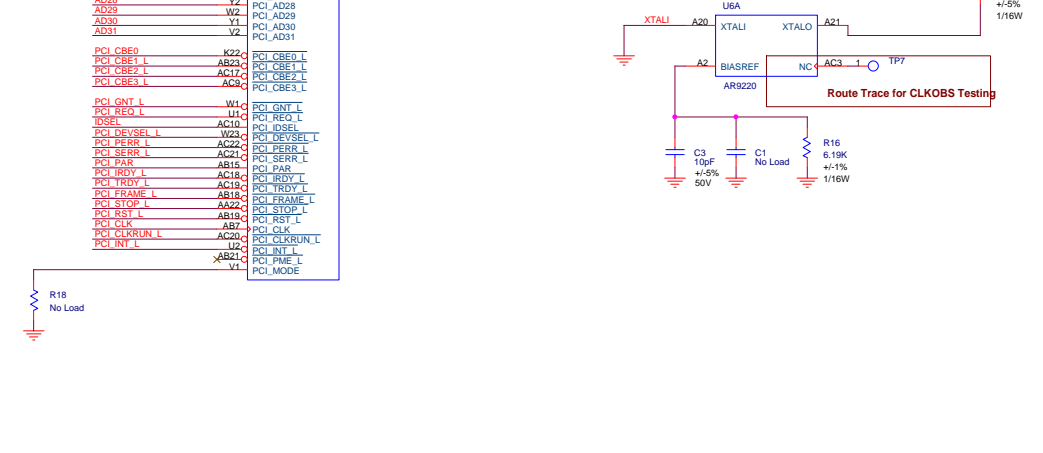 AD28 Y2 PCI_AD28
AD29 W2 PCI_AD29
AD30 Y1 PCI_AD30
AD31 V2 PCI_AD31
PCI_CBE0 K22 PCI_CBE0_L
PCI_CBE1_L AB23 PCI_CBE1_L
PCI_CBE2_L AC17 PCI_CBE2_L
PCI_CBE3_L AC9 PCI_CBE3_L
PCI_GNT_L W1 PCI_GNT_L
PCI_REQ_L U1 PCI_REQ_L
IDSEL AC10 PCI_IDSEL
PCI_DEVSEL_L W23 PCI_DEVSEL_L
PCI_PERR_L AC22 PCI_PERR_L
PCI_SERR_L AC21 PCI_SERR_L
PCI_PAR AB15 PCI_PAR
PCI_IRDY_L AC18 PCI_IRDY_L
PCI_TRDY_L AC19 PCI_TRDY_L
PCI_FRAME_L AB18 PCI_FRAME_L
PCI_STOP_L AA22 PCI_STOP_L
PCI_RST_L AB19 PCI_RST_L
PCI_CLK AB7 PCI_CLK
PCI_CLKRUN_L AC20 PCI_CLKRUN_L
PCI_INT_L U2 PCI_INT_L
AB21 PCI_PME_L
V1 PCI_MODE
R18
No Load
+/-5%
1/16W
U6A
XTALI A20 XTALI XTALO A21
A2 BIASREF NC AC3 1 TP7
AR9220
Route Trace for CLKOBS Testing
C3
10pF
+/-5%
50V
C1
No Load
R16
6.19K
+/-1%
1/16W